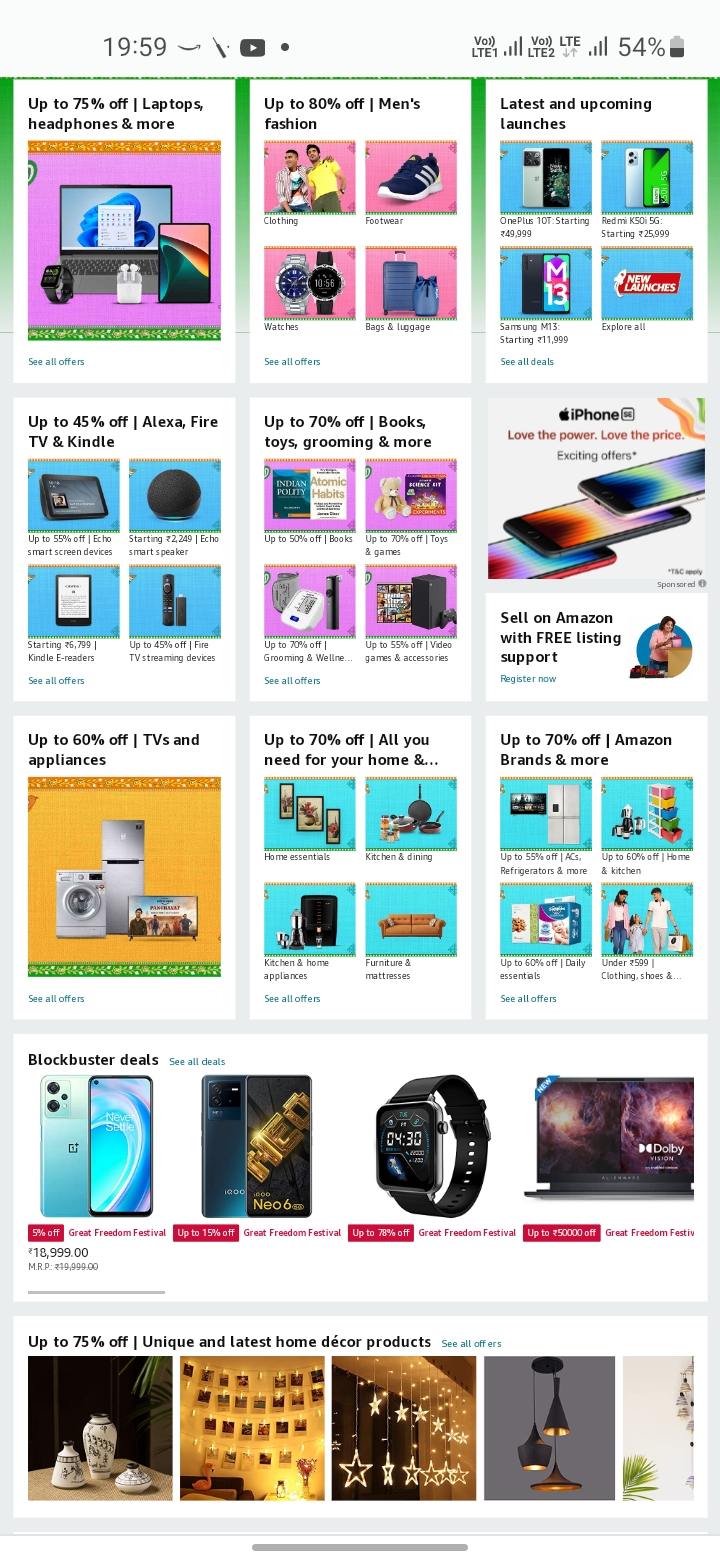 19:59
Vo)) LTE1 Vo)) LTE2 LTE 54%
Up to 75% off | Laptops,
headphones & more
See all offers
Up to 80% off | Men's
fashion
Clothing
Footwear
10:56
Watches
Bags & luggage
See all offers
Latest and upcoming
launches
OnePlus 10T: Starting
₹49,999
Redmi K50i 5G:
Starting ₹25,999
M
13
NEW
LAUNCHES
Samsung M13:
Starting ₹11,999
Explore all
See all deals
Up to 45% off | Alexa, Fire
TV & Kindle
Up to 55% off | Echo
smart screen devices
Starting ₹2,249 | Echo
smart speaker
Starting ₹6,799 |
Kindle E-readers
Up to 45% off | Fire
TV streaming devices
See all offers
Up to 70% off | Books,
toys, grooming & more
INDIAN
POLITY
Atomic
Habits
SCIENCE KIT
EXPERIMENTS
Up to 50% off | Books
Up to 70% off | Toys
& games
Up to 70% |
Grooming & Wellne...
Up to 55% off | Video
games & accessories
See all offers
iPhone SE
Love the power. Love the price.
Exciting offers*
*T&C apply
Sponsored
Sell on Amazon
with FREE listing
support
Register now
Up to 60% off | TVs and
appliances
PANCHAYAT
See all offers
Up to 70% off | All you
need for your home &...
Home essentials
Kitchen & dining
Kitchen & home
appliances
Furniture &
mattresses
See all offers
Up to 70% off | Amazon
Brands & more
Up to 55% off | ACs,
Refrigerators & more
Up to 60% off | Home
& kitchen
Up to 60% off | Daily
essentials
Under ₹599 |
Clothing, shoes &...
See all offers
Blockbuster deals See all deals
Never
Settle
NEO
iQOO
iQOO
Neo 6
TUE
04:30
NEW
Dolby
VISION
ALIENWARE
5% off Great Freedom Festival
Up to 15% off Great Freedom Festival
Up to 78% off Great Freedom Festival
Up to ₹50000 off Great Freedom Festiv
₹18,999.00
M.R.P.: ₹19,999.00
Up to 75% off | Unique and latest home décor products See all offers